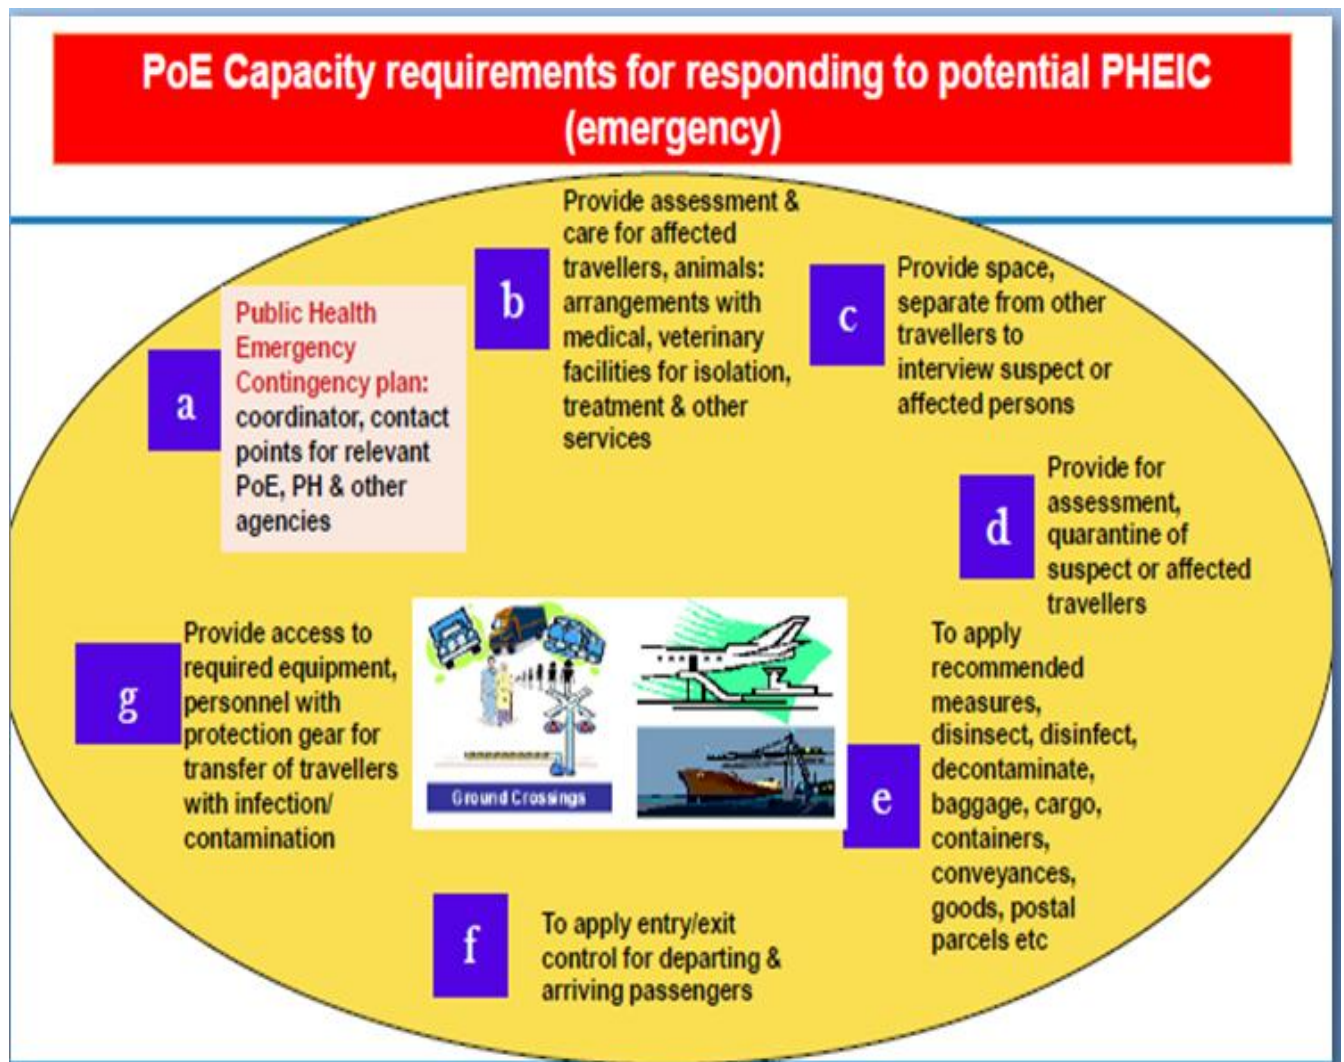 PoE Capacity requirements for responding to potential PHEIC
(emergency)
a
Public Health
Emergency
Contingency plan:
coordinator, contact
points for relevant
PoE, PH & other
agencies
b
Provide assessment &
care for affected
travellers, animals:
arrangements with
medical, veterinary
facilities for isolation,
treatment & other
services
c
Provide space,
separate from other
travellers to
interview suspect or
affected persons
d
Provide for
assessment,
quarantine of
suspect or affected
travellers
e
To apply
recommended
measures,
disinsect, disinfect,
decontaminate,
baggage, cargo,
containers,
conveyances,
goods, postal
parcels etc
f
To apply entry/exit
control for departing &
arriving passengers
g
Provide access to
required equipment,
personnel with
protection gear for
transfer of travellers
with infection/
contamination
Ground Crossings